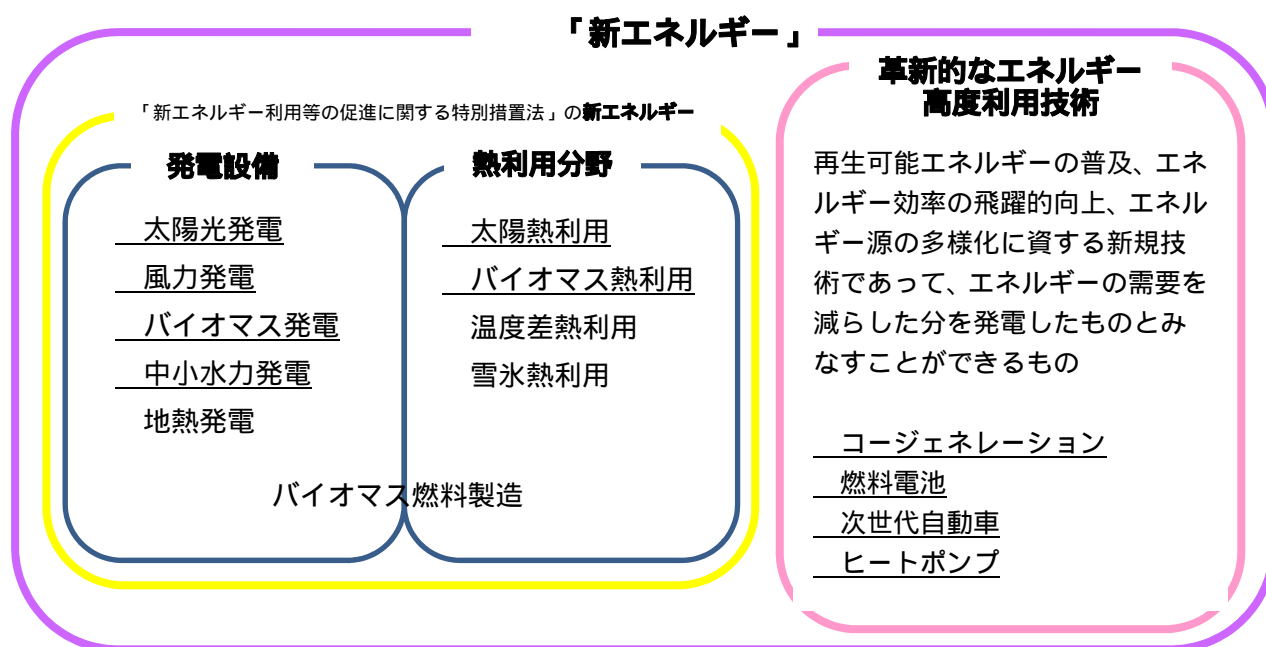 「新エネルギー」
「新エネルギー利用等の促進に関する特別措置法」の新エネルギー
発電設備
太陽光発電
風力発電
バイオマス発電
中小水力発電
地熱発電
熱利用分野
太陽熱利用
バイオマス熱利用
温度差熱利用
雪氷熱利用
バイオマス燃料製造
革新的なエネルギー
高度利用技術
再生可能エネルギーの普及、エネ
ルギー効率の飛躍的向上、エネル
ギー源の多様化に資する新規技
術であって、エネルギーの需要を
減らした分を発電したものとみ
なすことができるもの
コージェネレーション
燃料電池
次世代自動車
ヒートポンプ